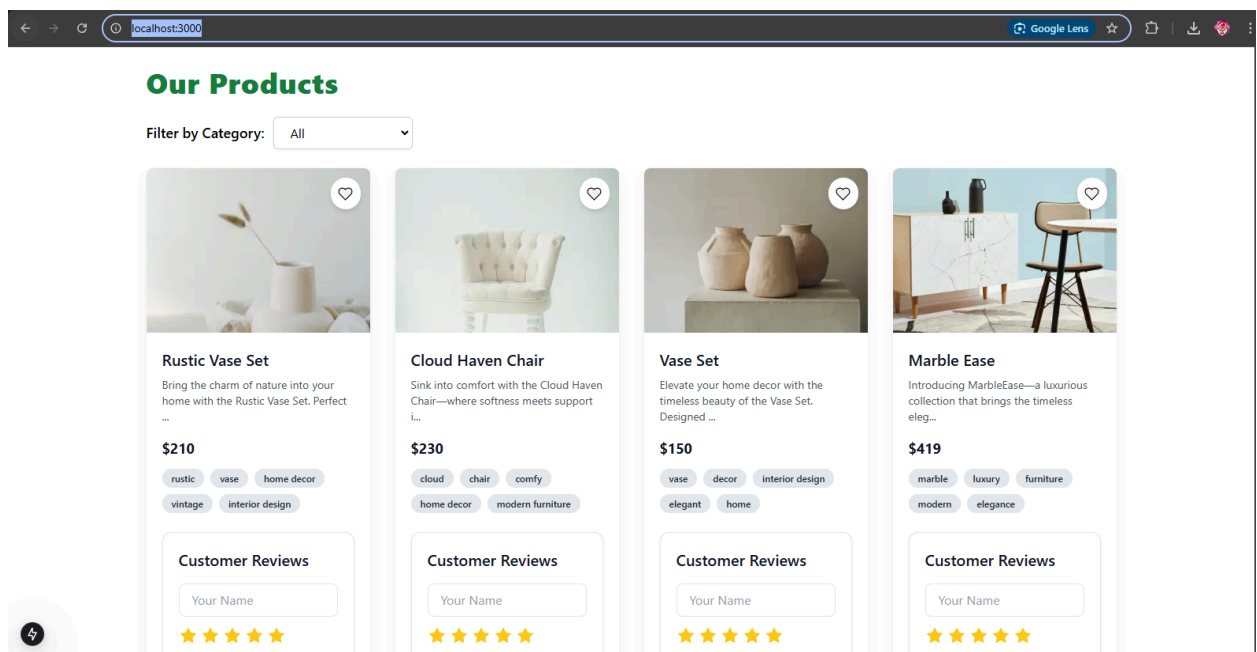 localhost:3000
Google Lens
Our Products
Filter by Category: All
Rustic Vase Set
Bring the charm of nature into your
home with the Rustic Vase Set. Perfect
...
$210
rustic vase home decor
vintage interior design
Customer Reviews
Your Name
Cloud Haven Chair
Sink into comfort with the Cloud Haven
Chair—where softness meets support
i...
$230
cloud chair comfy
home decor modern furniture
Customer Reviews
Your Name
Vase Set
Elevate your home decor with the
timeless beauty of the Vase Set.
Designed ...
$150
vase decor interior design
elegant home
Customer Reviews
Your Name
Marble Ease
Introducing MarbleEase—a luxurious
collection that brings the timeless
eleg...
$419
marble luxury furniture
modern elegance
Customer Reviews
Your Name